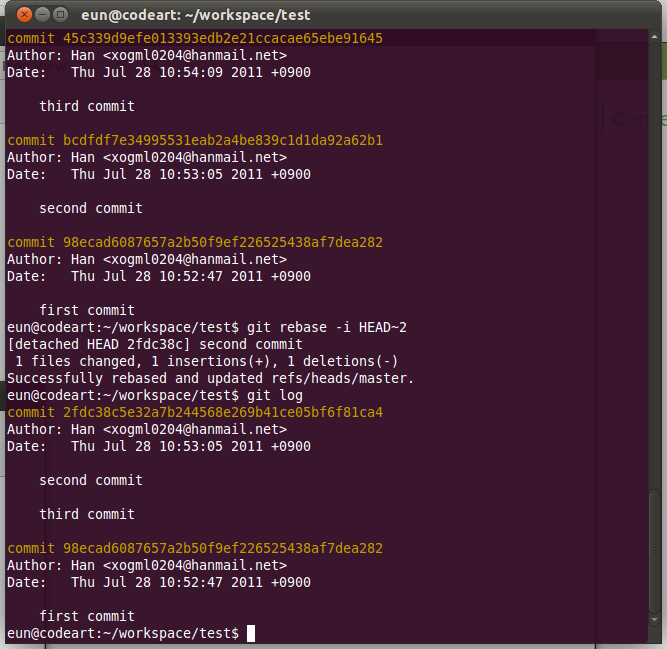 eun@codeart: ~/workspace/test
commit 45c339d9efe013393edb2e21ccacae65ebe91645
Author: Han <xogml0204@hanmail.net>
Date:   Thu Jul 28 10:54:09 2011 +0900
    third commit
commit bcdfdf7e34995531eab2a4be839c1d1da92a62b1
Author: Han <xogml0204@hanmail.net>
Date:   Thu Jul 28 10:53:05 2011 +0900
    second commit
commit 98ecad6087657a2b50f9ef226525438af7dea282
Author: Han <xogml0204@hanmail.net>
Date:   Thu Jul 28 10:52:47 2011 +0900
    first commit
eun@codeart:~/workspace/test$ git rebase -i HEAD~2
[detached HEAD 2fdc38c] second commit
 1 files changed, 1 insertions(+), 1 deletions(-)
Successfully rebased and updated refs/heads/master.
eun@codeart:~/workspace/test$ git log
commit 2fdc38c5e32a7b244568e269b41ce05bf6f81ca4
Author: Han <xogml0204@hanmail.net>
Date:   Thu Jul 28 10:53:05 2011 +0900
    second commit
    third commit
commit 98ecad6087657a2b50f9ef226525438af7dea282
Author: Han <xogml0204@hanmail.net>
Date:   Thu Jul 28 10:52:47 2011 +0900
    first commit
eun@codeart:~/workspace/test$